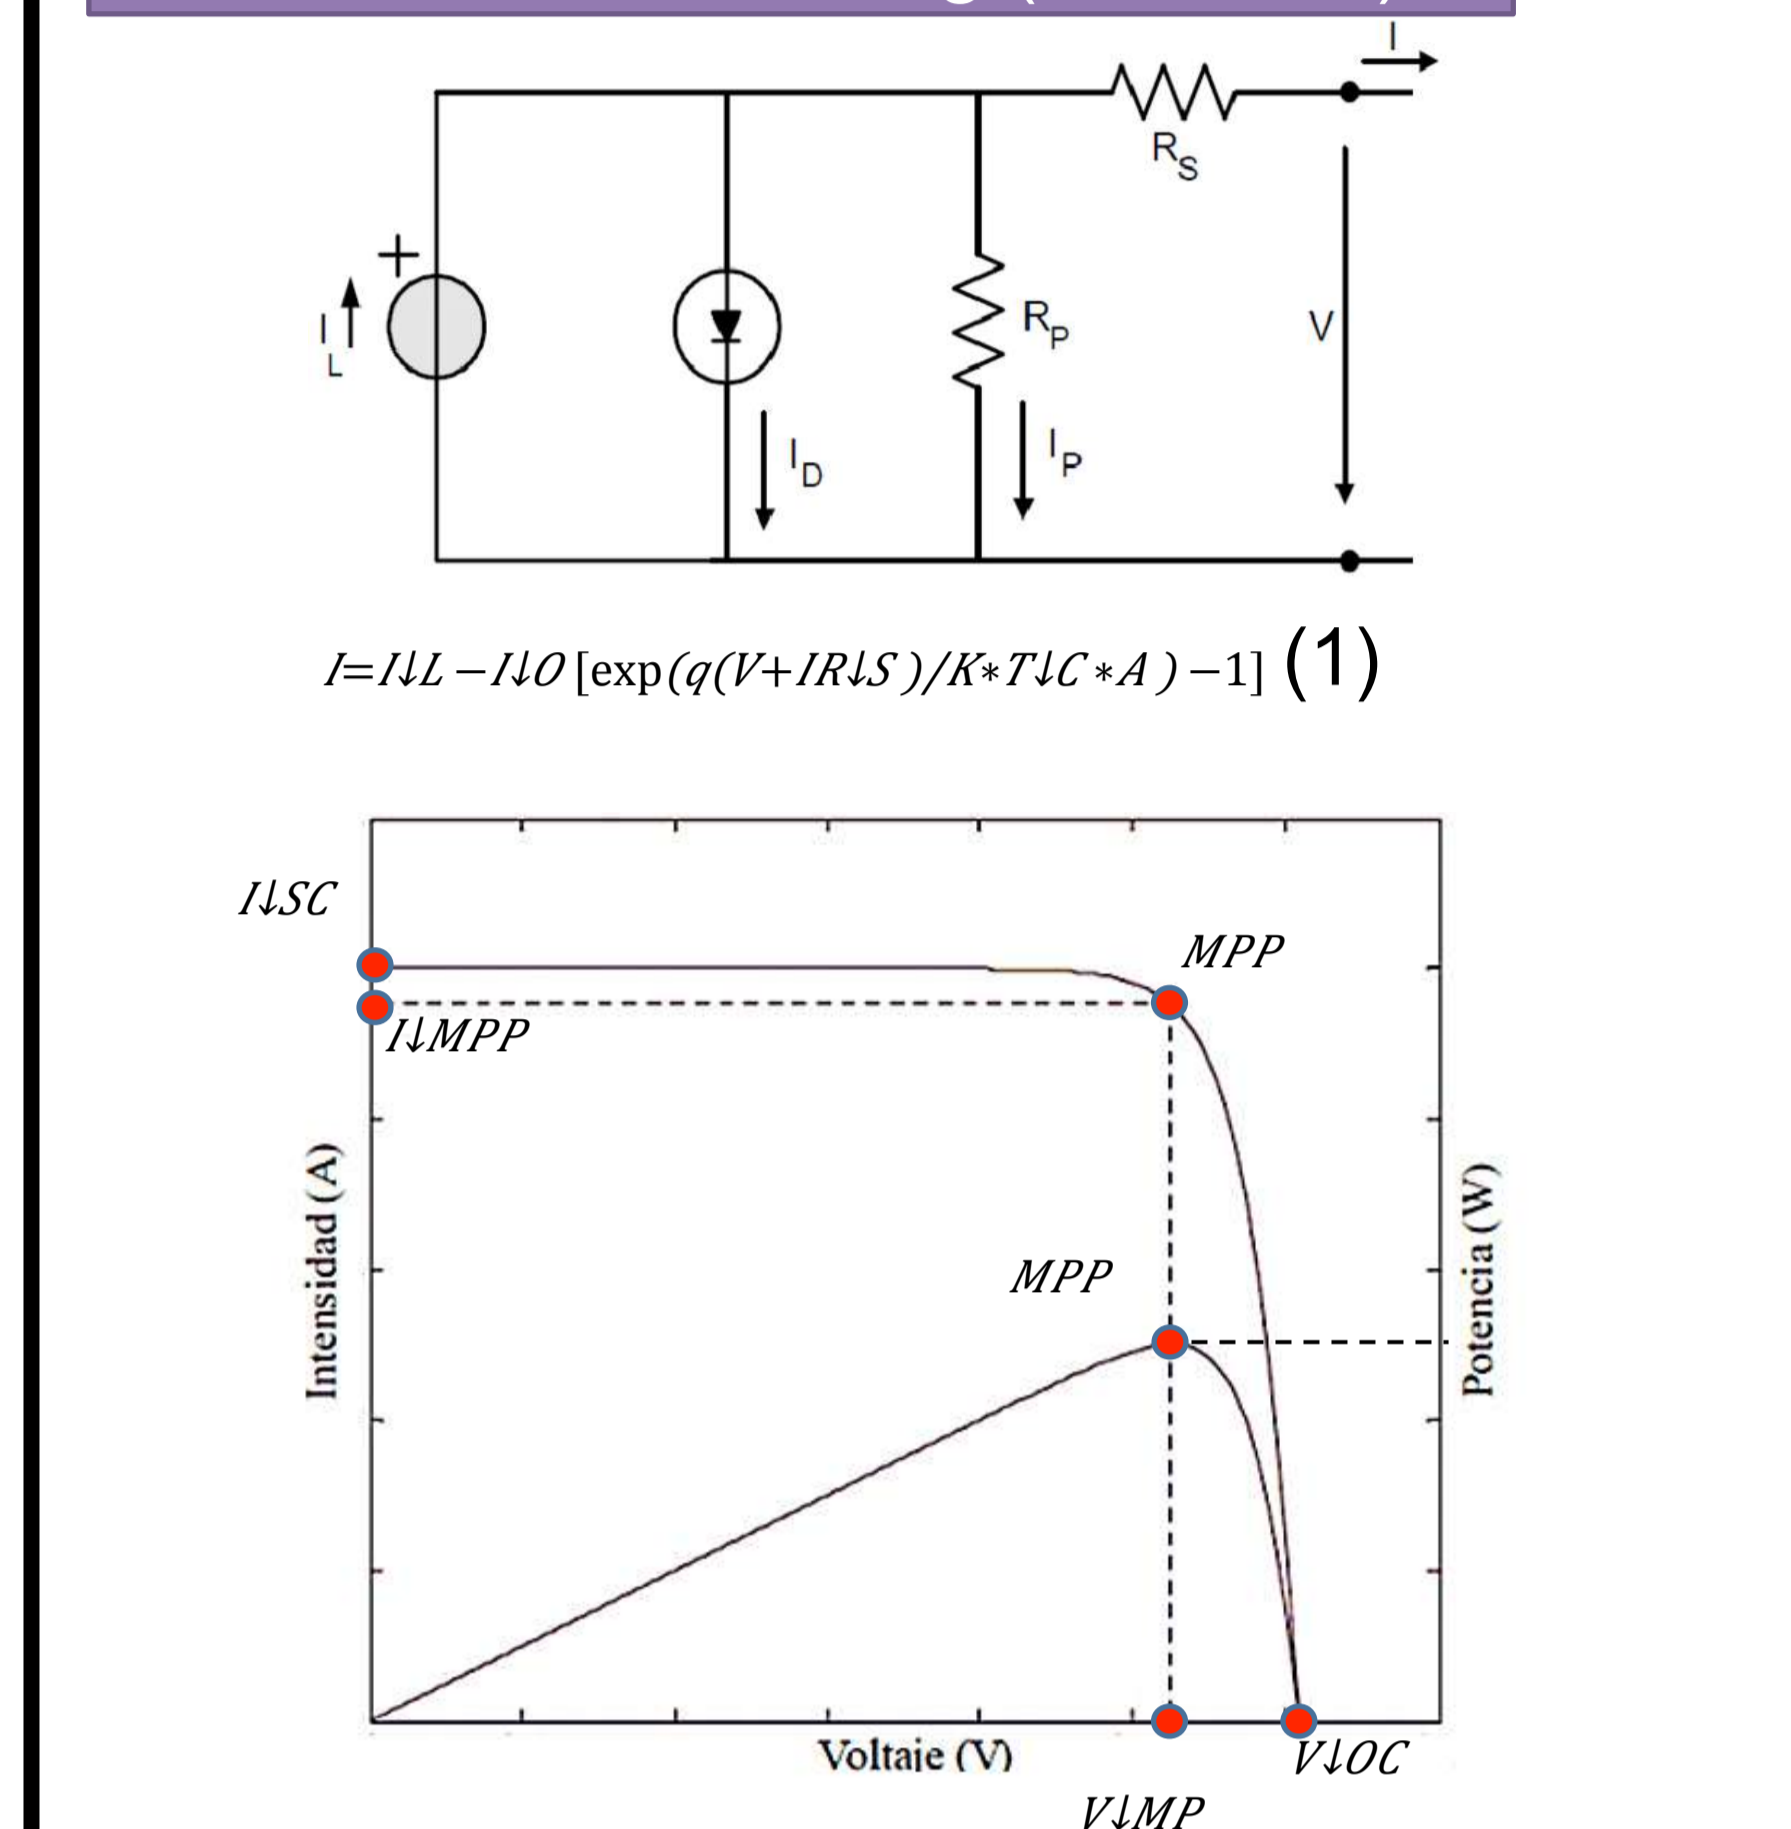 I
R_S
+
I_L
R_P
V
I_D
I_P
I=I↓L −I↓O [exp(q(V+IR↓S )/K∗T↓C ∗A ) −1] (1)
I↓SC
MPP
I↓MPP
Intensidad (A)
Potencia (W)
MPP
Voltaje (V)
V↓OC
V↓MP